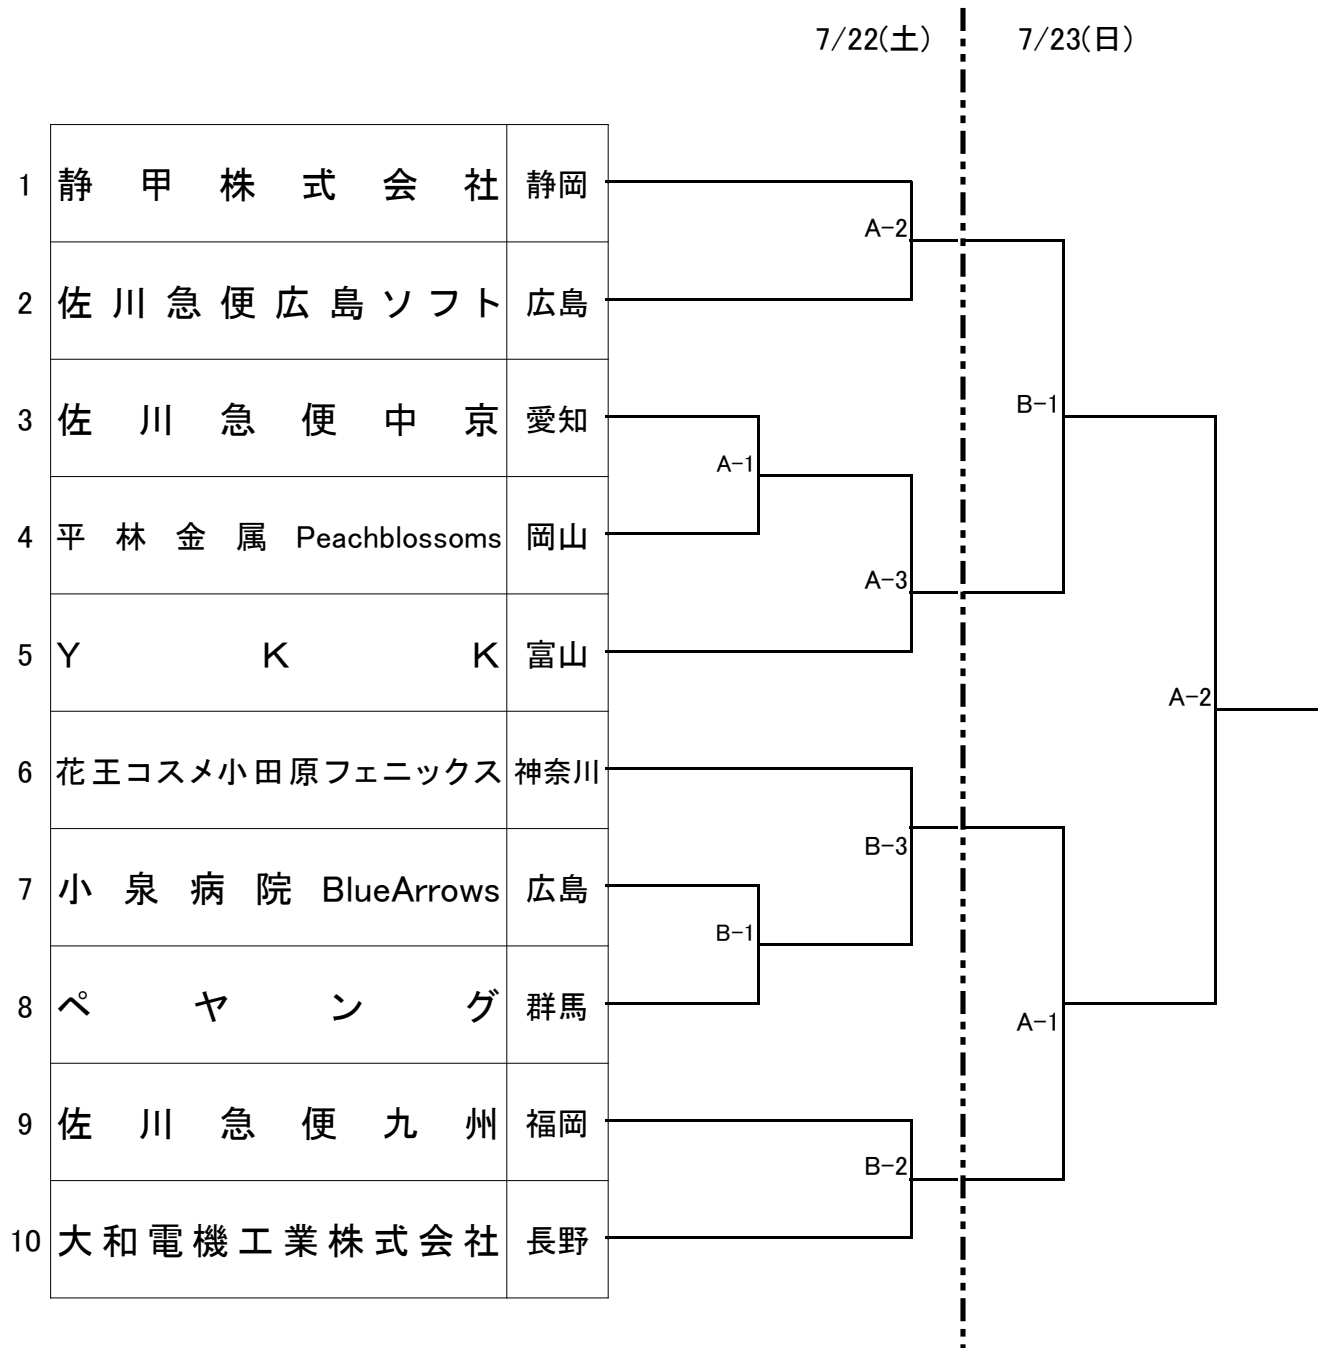 7/22(土) 7/23(日)
1 静甲株式会社 静岡
A-2
2 佐川急便広島ソフト 広島
3 佐川急便中京 愛知
B-1
A-1
4 平林金属 Peachblossoms 岡山
A-3
5 YKK 富山
A-2
6 花王コスメ小田原フェニックス 神奈川
B-3
7 小泉病院 BlueArrows 広島
B-1
8 ペヤング 群馬
A-1
9 佐川急便九州 福岡
B-2
10 大和電機工業株式会社 長野